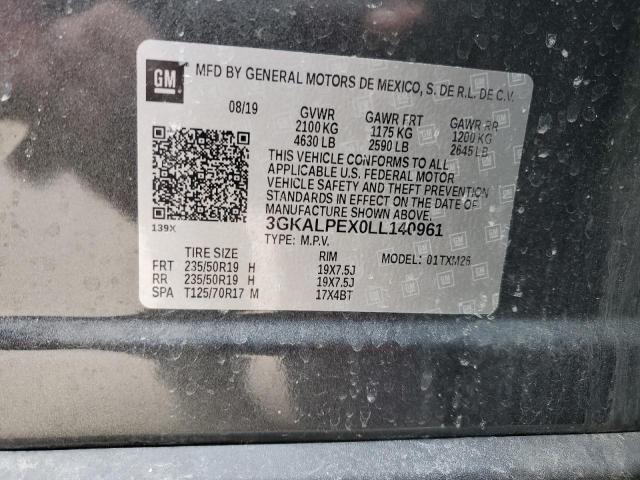 GM MFD BY GENERAL MOTORS DE MEXICO, S. DE R.L. DE C.V.
08/19 GVWR GAWR FRT GAWR RR
2100 KG 1175 KG 1200 KG
4630 LB 2590 LB 2645 LB
THIS VEHICLE CONFORMS TO ALL
APPLICABLE U.S. FEDERAL MOTOR
VEHICLE SAFETY AND THEFT PREVENTION
STANDARDS IN EFFECT ON THE DATE OF
MANUFACTURE SHOWN ABOVE.
139X 3GKALPEX0LL140961
TYPE: M.P.V. MODEL: 01TXM26
TIRE SIZE RIM
FRT 235/50R19 H 19X7.5J
RR 235/50R19 H 19X7.5J
SPA T125/70R17 M 17X4BT